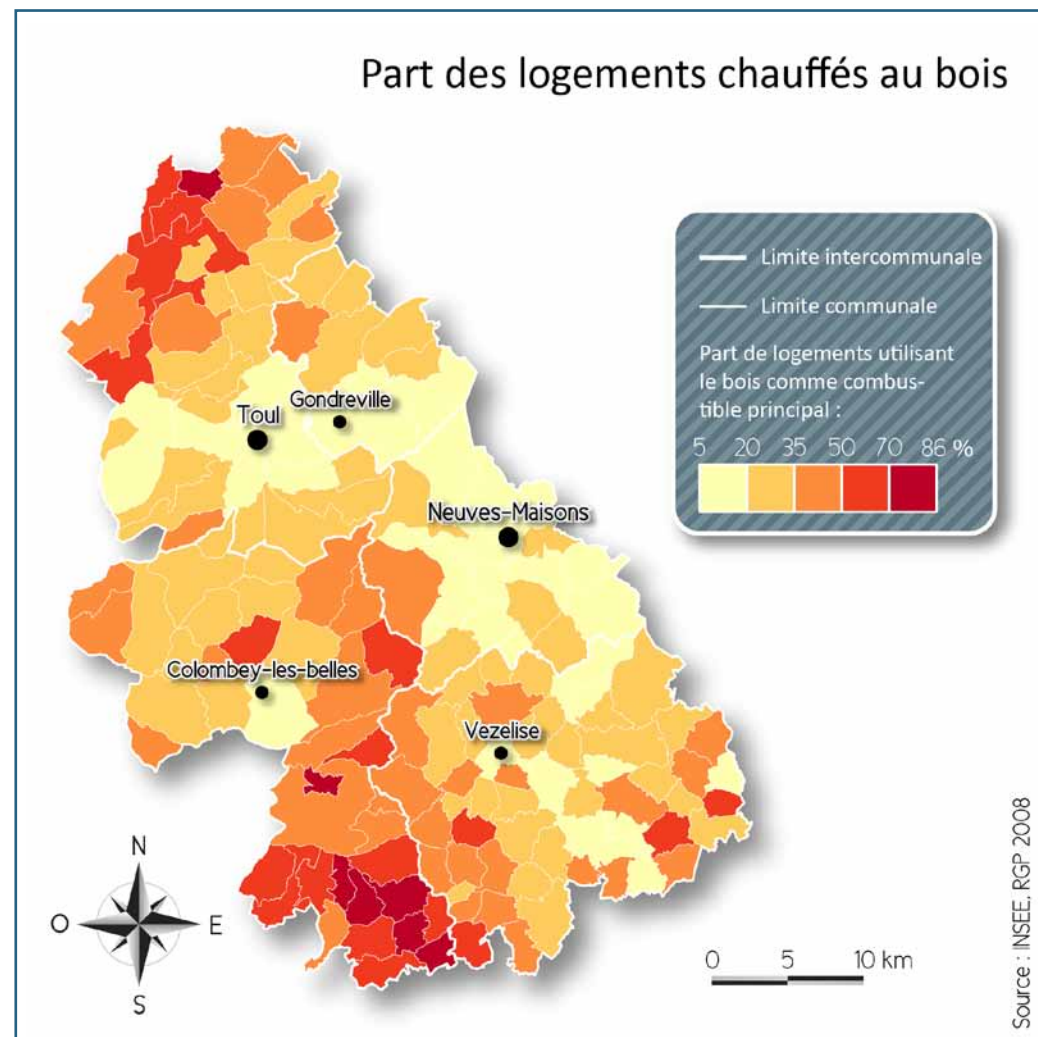 Part des logements chauffés au bois
Limite intercommunale
Limite communale
Part de logements utilisant
le bois comme combus-
tible principal :
5 20 35 50 70 86 %
Gondreville
Toul
Neuves-Maisons
Colombey-les-belles
Vezelise
N
O E
S
0 5 10 km
Source : INSEE, RGP 2008